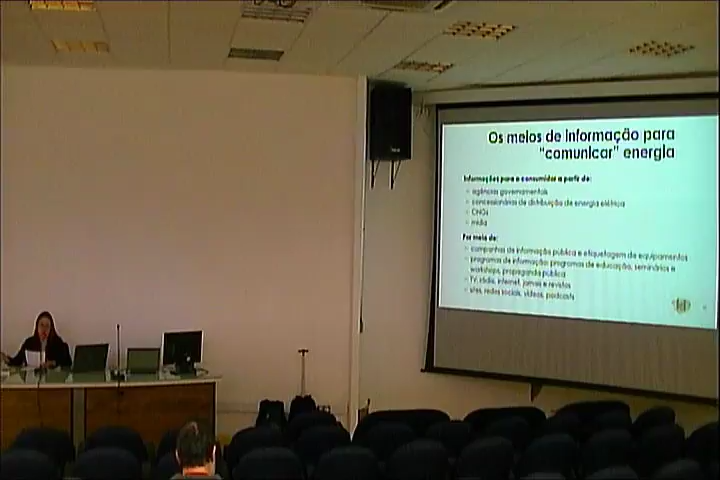 Os meios de informação para
"comunicar" energia
Informações para o consumidor a partir de:
- agências governamentais
- concessionárias de distribuição de energia elétrica
- ONGs
- mídia
Por meio de:
- campanhas de informação pública e etiquetagem de equipamentos
- programas de informação: programas de educação, seminários e
workshops, propaganda pública
- TV, rádio, internet, jornais e revistas
- sites, redes sociais, vídeos, podcasts